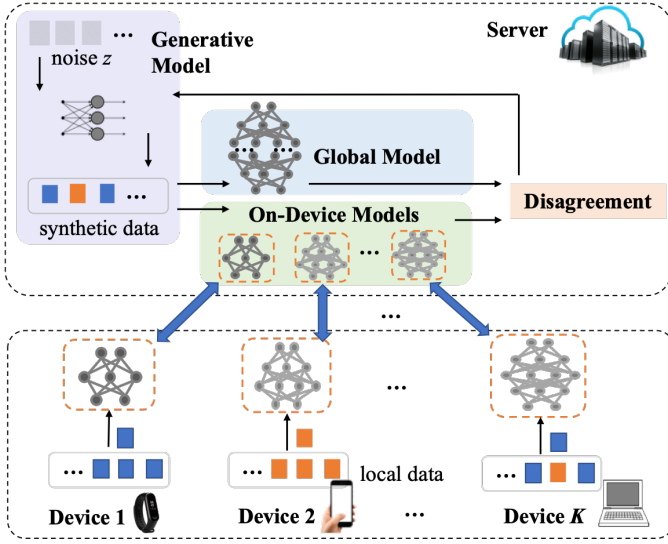 Generative
Model
Server
noise z
...
Global Model
... ...
Disagreement
On-Device Models
...
synthetic data
...
...
...
...
...
...
local data
Device 1
Device 2
...
Device K